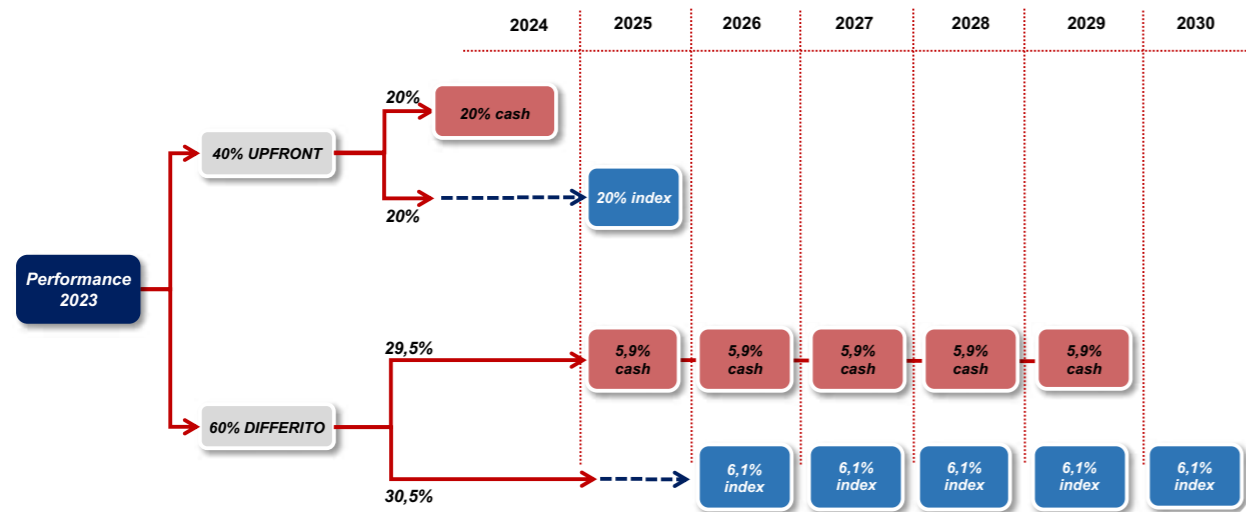 2024 2025 2026 2027 2028 2029 2030
20%
20% cash
40% UPFRONT
20% index
20%
Performance
2023
29,5%
5,9%
cash
5,9%
cash
5,9%
cash
5,9%
cash
5,9%
cash
60% DIFFERITO
6,1%
index
6,1%
index
6,1%
index
6,1%
index
6,1%
index
30,5%